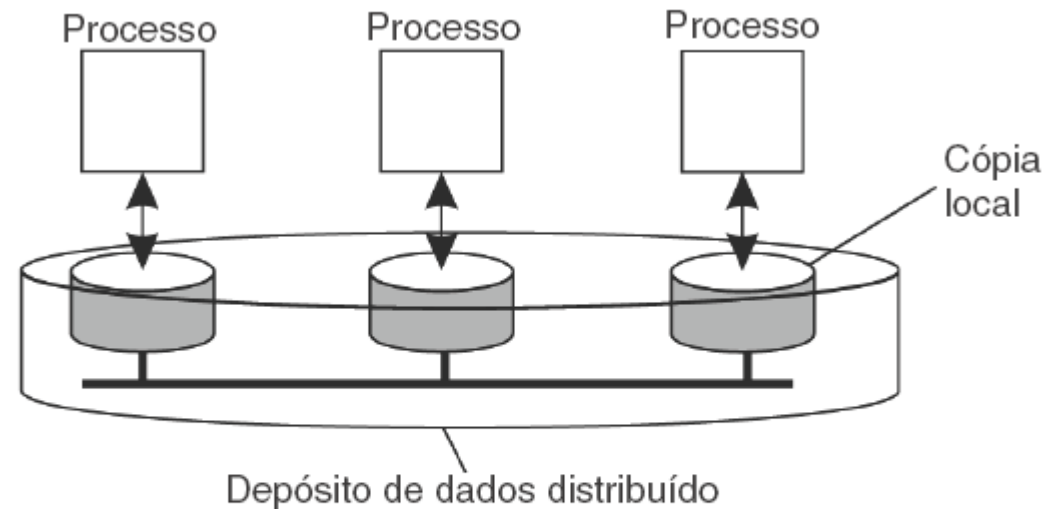 Processo
Processo
Processo
Cópia
local
Depósito de dados distribuído